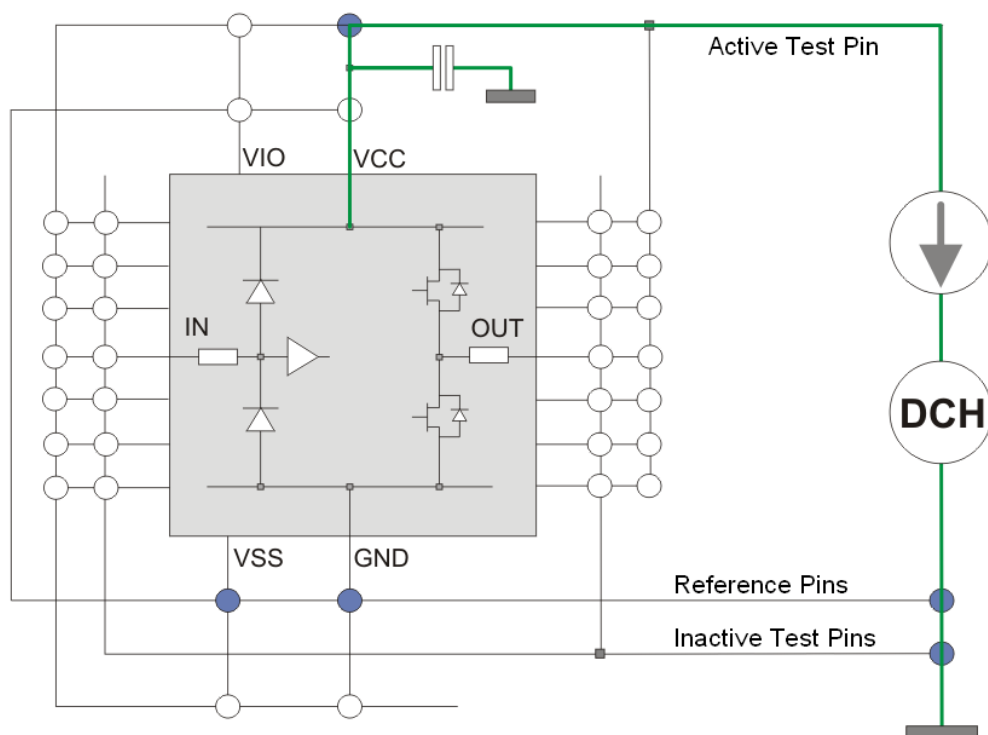 Active Test Pin
VIO
VCC
IN
OUT
DCH
VSS
GND
Reference Pins
Inactive Test Pins